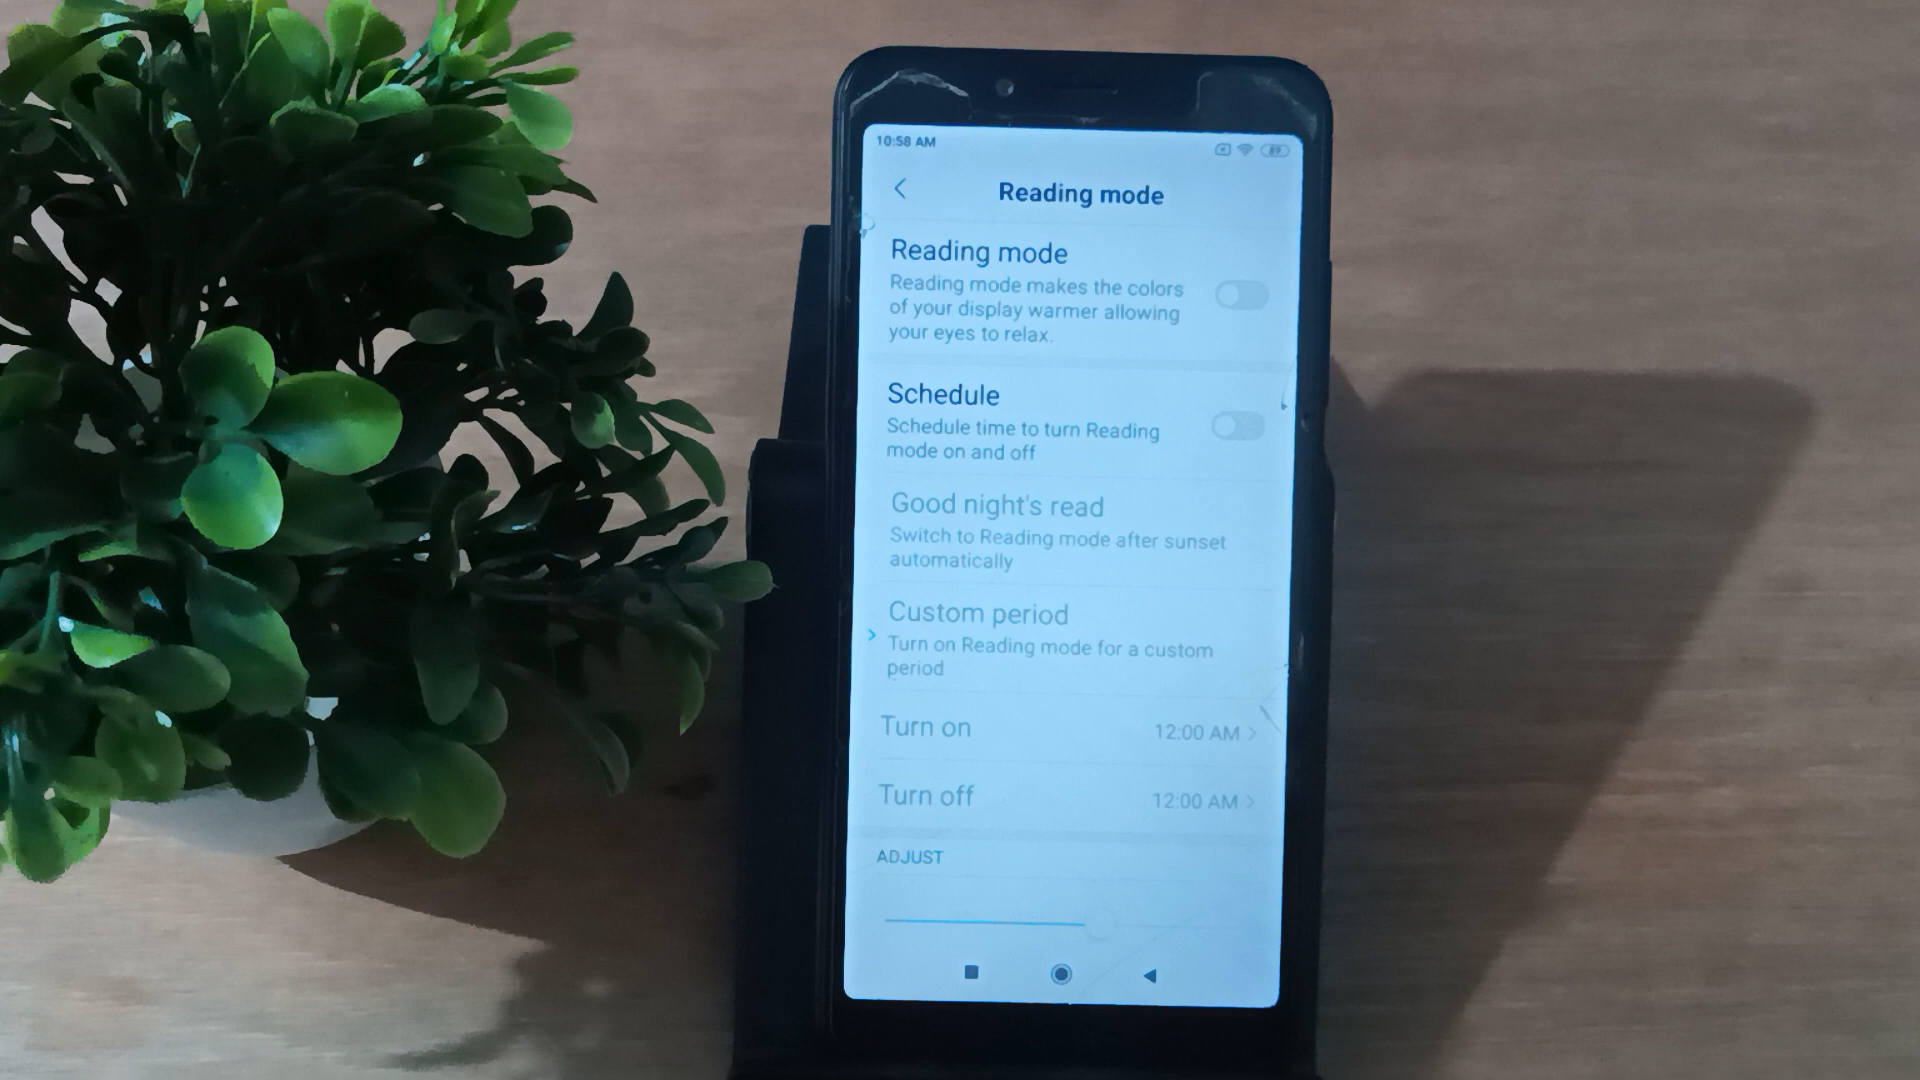 10:58 AM
89
Reading mode
Reading mode
Reading mode makes the colors
of your display warmer allowing
your eyes to relax.
Schedule
Schedule time to turn Reading
mode on and off
Good night's read
Switch to Reading mode after sunset
automatically
Custom period
Turn on Reading mode for a custom
period
Turn on 12:00 AM
Turn off 12:00 AM
ADJUST